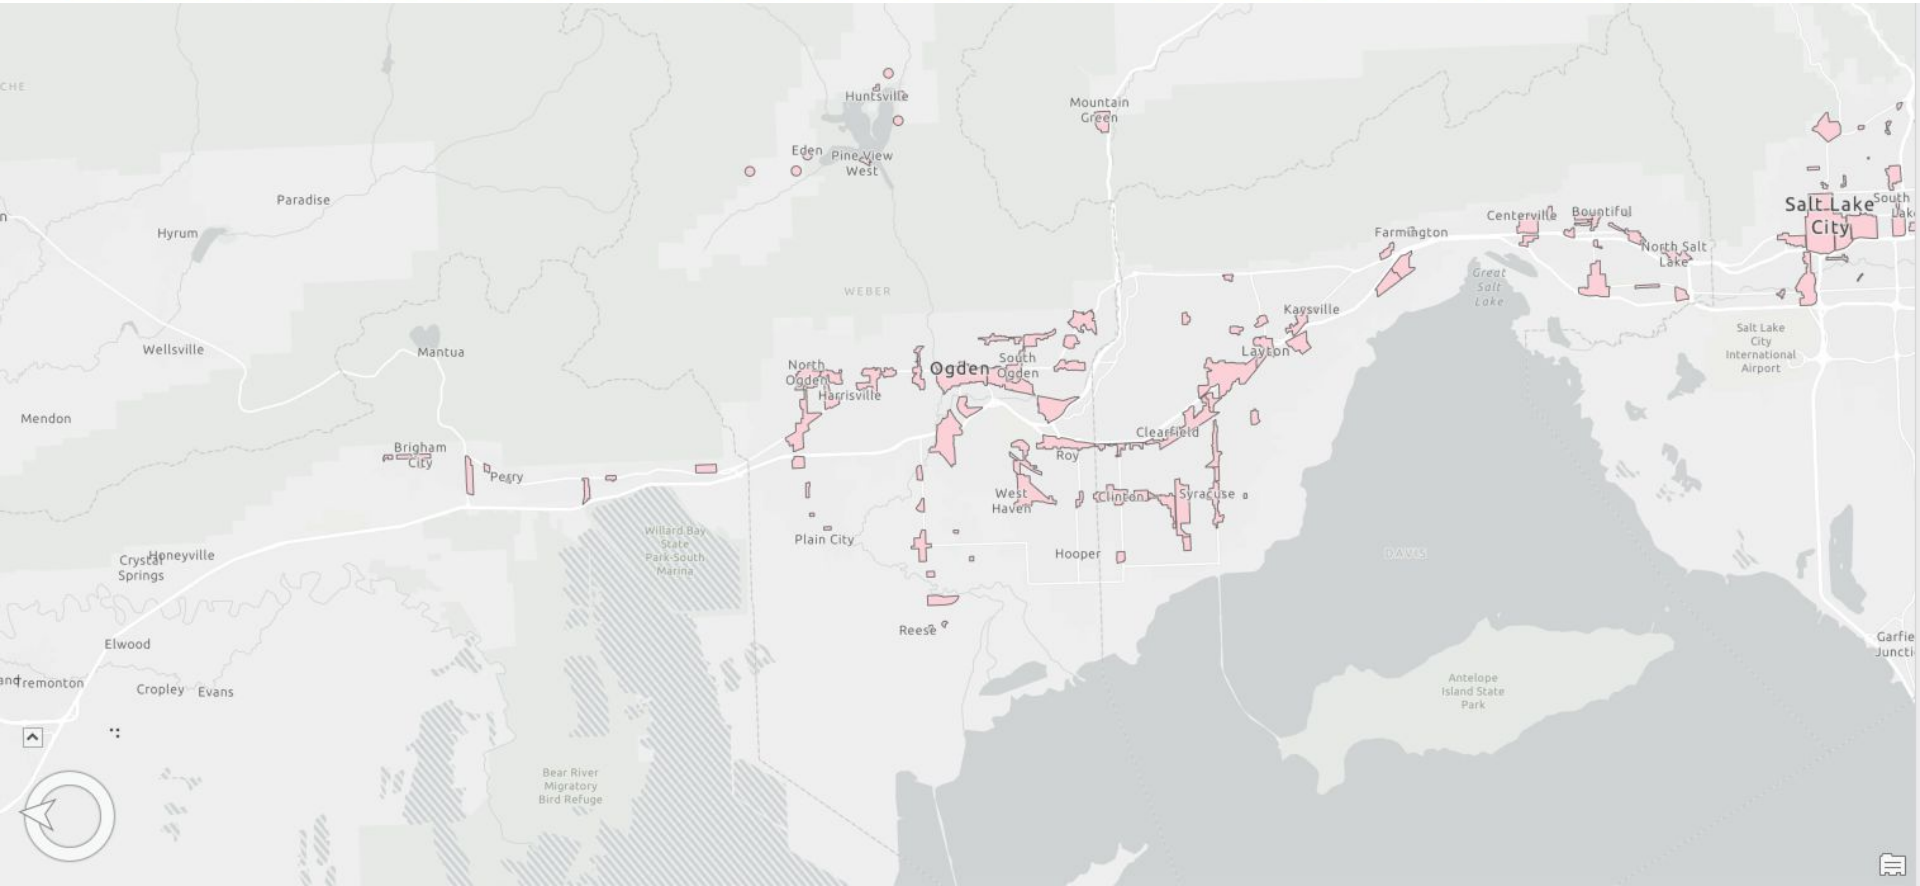 CHE
Huntsville
Mountain
Green
Eden
Pine View
West
Paradise
Salt Lake
City
South
Lake
Hyrum
Centerville
Bountiful
Farmington
North Salt
Lake
Great
Salt
Lake
WEBER
Kaysville
Salt Lake
City
International
Airport
Wellsville
Mantua
Layton
North
Ogden
Ogden
South
Ogden
Harrisville
Mendon
Brigham
City
Clearfield
Roy
Perry
West
Haven
Clinton
Syracuse
Willard Bay
State
Park-South
Marina
Plain City
Hooper
DAVIS
Crystal
Springs
Honeyville
Reese
Elwood
Garfie
Juncti
and
Tremonton
Cropley
Evans
Antelope
Island State
Park
Bear River
Migratory
Bird Refuge